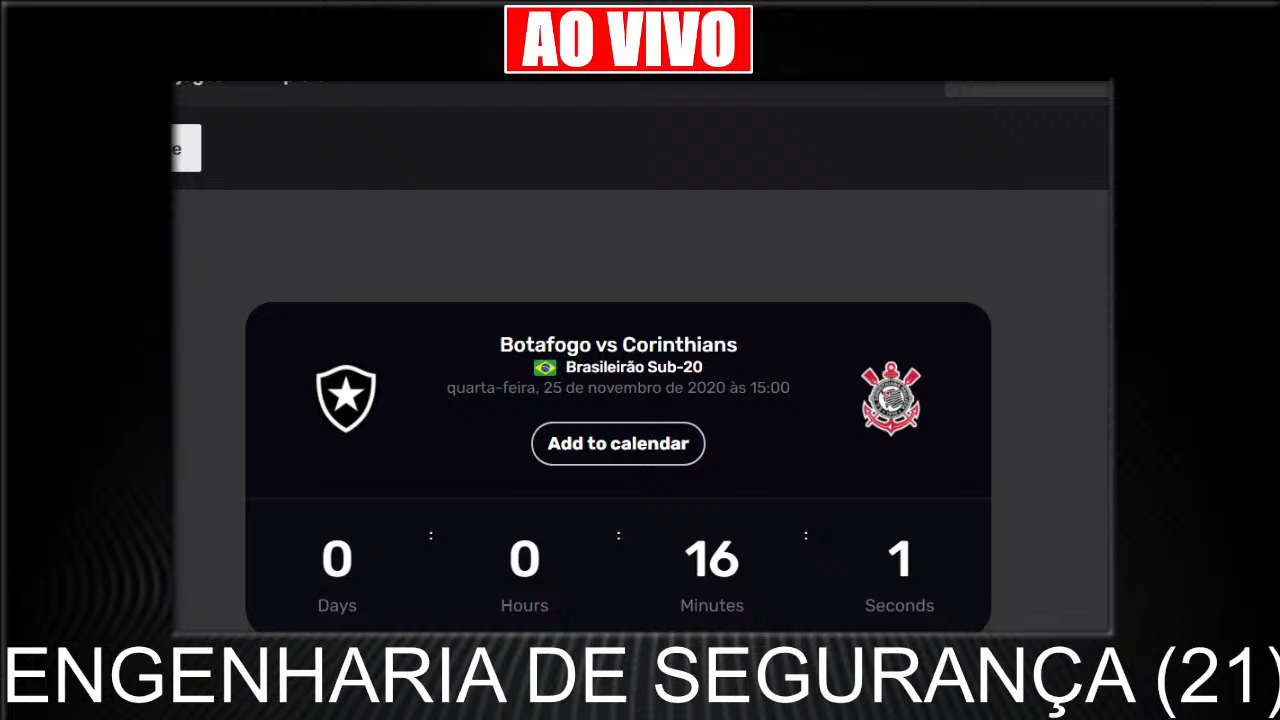 AO VIVO
e
Botafogo vs Corinthians
Brasileirão Sub-20
quarta-feira, 25 de novembro de 2020 às 15:00
Add to calendar
0 : 0 : 16 : 1
Days Hours Minutes Seconds
ENGENHARIA DE SEGURANÇA (21)